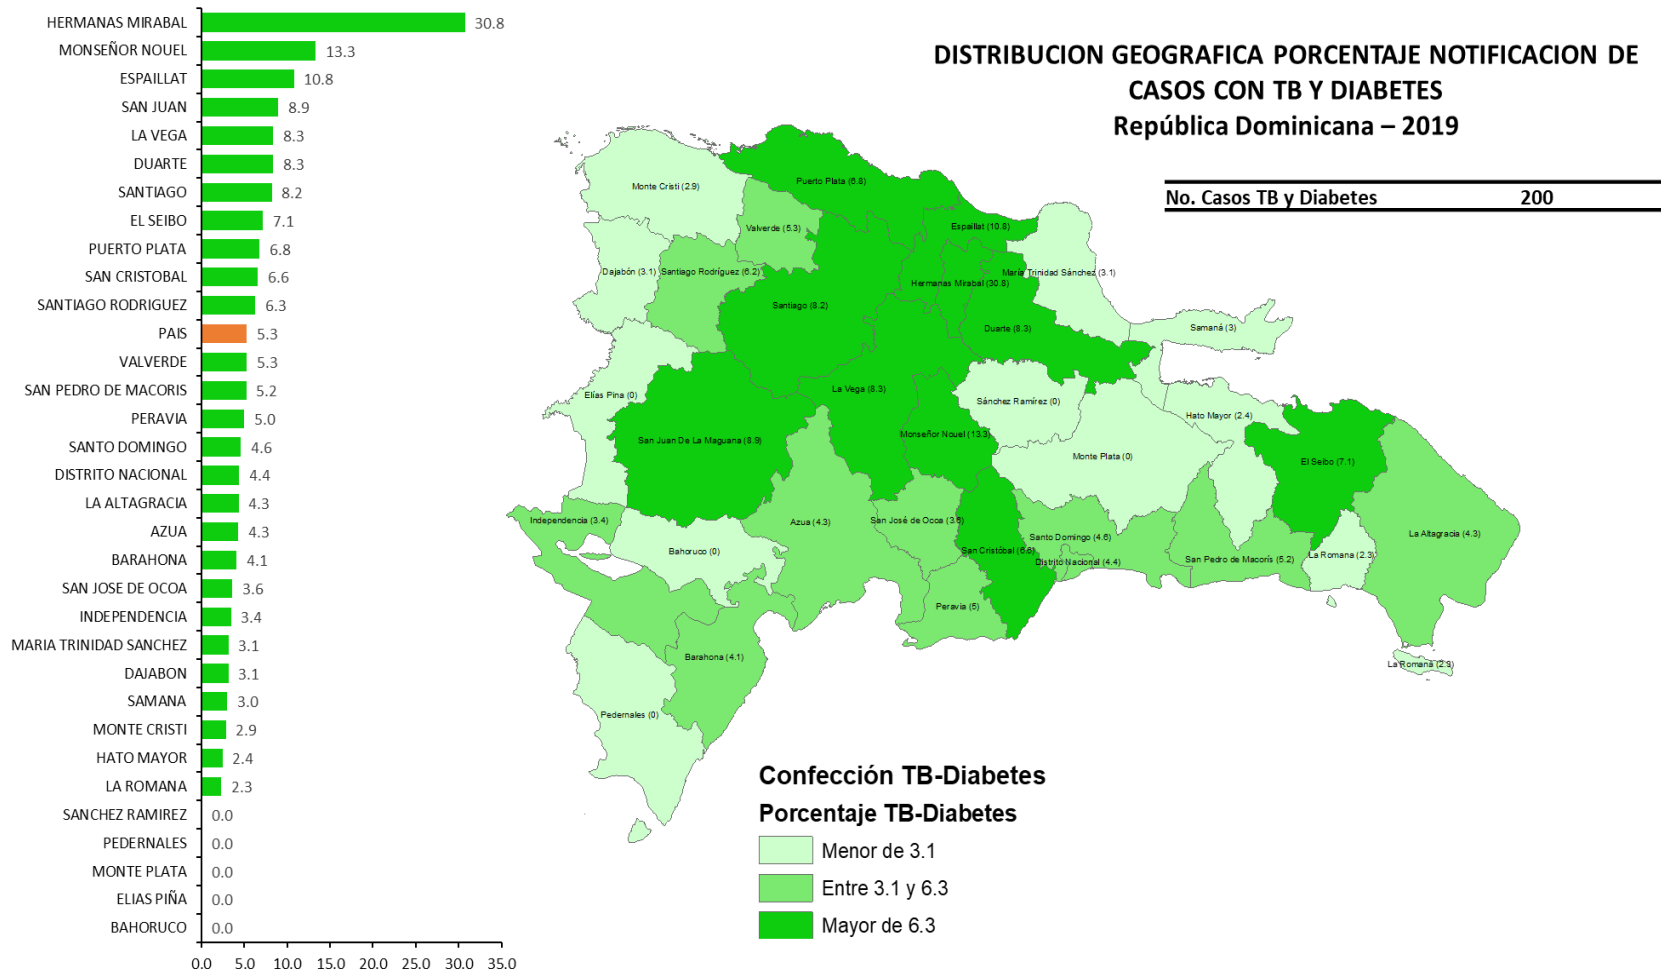 HERMANAS MIRABAL 30.8
MONSEÑOR NOUEL 13.3
ESPAILLAT 10.8
SAN JUAN 8.9
LA VEGA 8.3
DUARTE 8.3
SANTIAGO 8.2
EL SEIBO 7.1
PUERTO PLATA 6.8
SAN CRISTOBAL 6.6
SANTIAGO RODRIGUEZ 6.3
PAIS 5.3
VALVERDE 5.3
SAN PEDRO DE MACORIS 5.2
PERAVIA 5.0
SANTO DOMINGO 4.6
DISTRITO NACIONAL 4.4
LA ALTAGRACIA 4.3
AZUA 4.3
BARAHONA 4.1
SAN JOSE DE OCOA 3.6
INDEPENDENCIA 3.4
MARIA TRINIDAD SANCHEZ 3.1
DAJABON 3.1
SAMANA 3.0
MONTE CRISTI 2.9
HATO MAYOR 2.4
LA ROMANA 2.3
SANCHEZ RAMIREZ 0.0
PEDERNALES 0.0
MONTE PLATA 0.0
ELIAS PIÑA 0.0
BAHORUCO 0.0
0.0 5.0 10.0 15.0 20.0 25.0 30.0 35.0
DISTRIBUCION GEOGRAFICA PORCENTAJE NOTIFICACION DE
CASOS CON TB Y DIABETES
República Dominicana – 2019
No. Casos TB y Diabetes 200
Monte Cristi (2.9)
Puerto Plata (6.8)
Valverde (5.3)
Espaillat (10.8)
Dajabón (3.1)
Santiago Rodríguez (6.2)
María Trinidad Sánchez (3.1)
Hermanas Mirabal (30.8)
Santiago (8.2)
Duarte (8.3)
Samaná (3)
Elías Pina (0)
La Vega (8.3)
Sánchez Ramírez (0)
Hato Mayor (2.4)
San Juan De La Maguana (8.9)
Monseñor Nouel (13.3)
Monte Plata (0)
El Seibo (7.1)
Independencia (3.4)
Azua (4.3)
San José de Ocoa (3.6)
La Altagracia (4.3)
Santo Domingo (4.6)
Bahoruco (0)
San Cristóbal (6.6)
Distrito Nacional (4.4)
San Pedro de Macorís (5.2)
La Romana (2.3)
Peravia (5)
Barahona (4.1)
La Romana (2.3)
Pedernales (0)
Confección TB-Diabetes
Porcentaje TB-Diabetes
Menor de 3.1
Entre 3.1 y 6.3
Mayor de 6.3